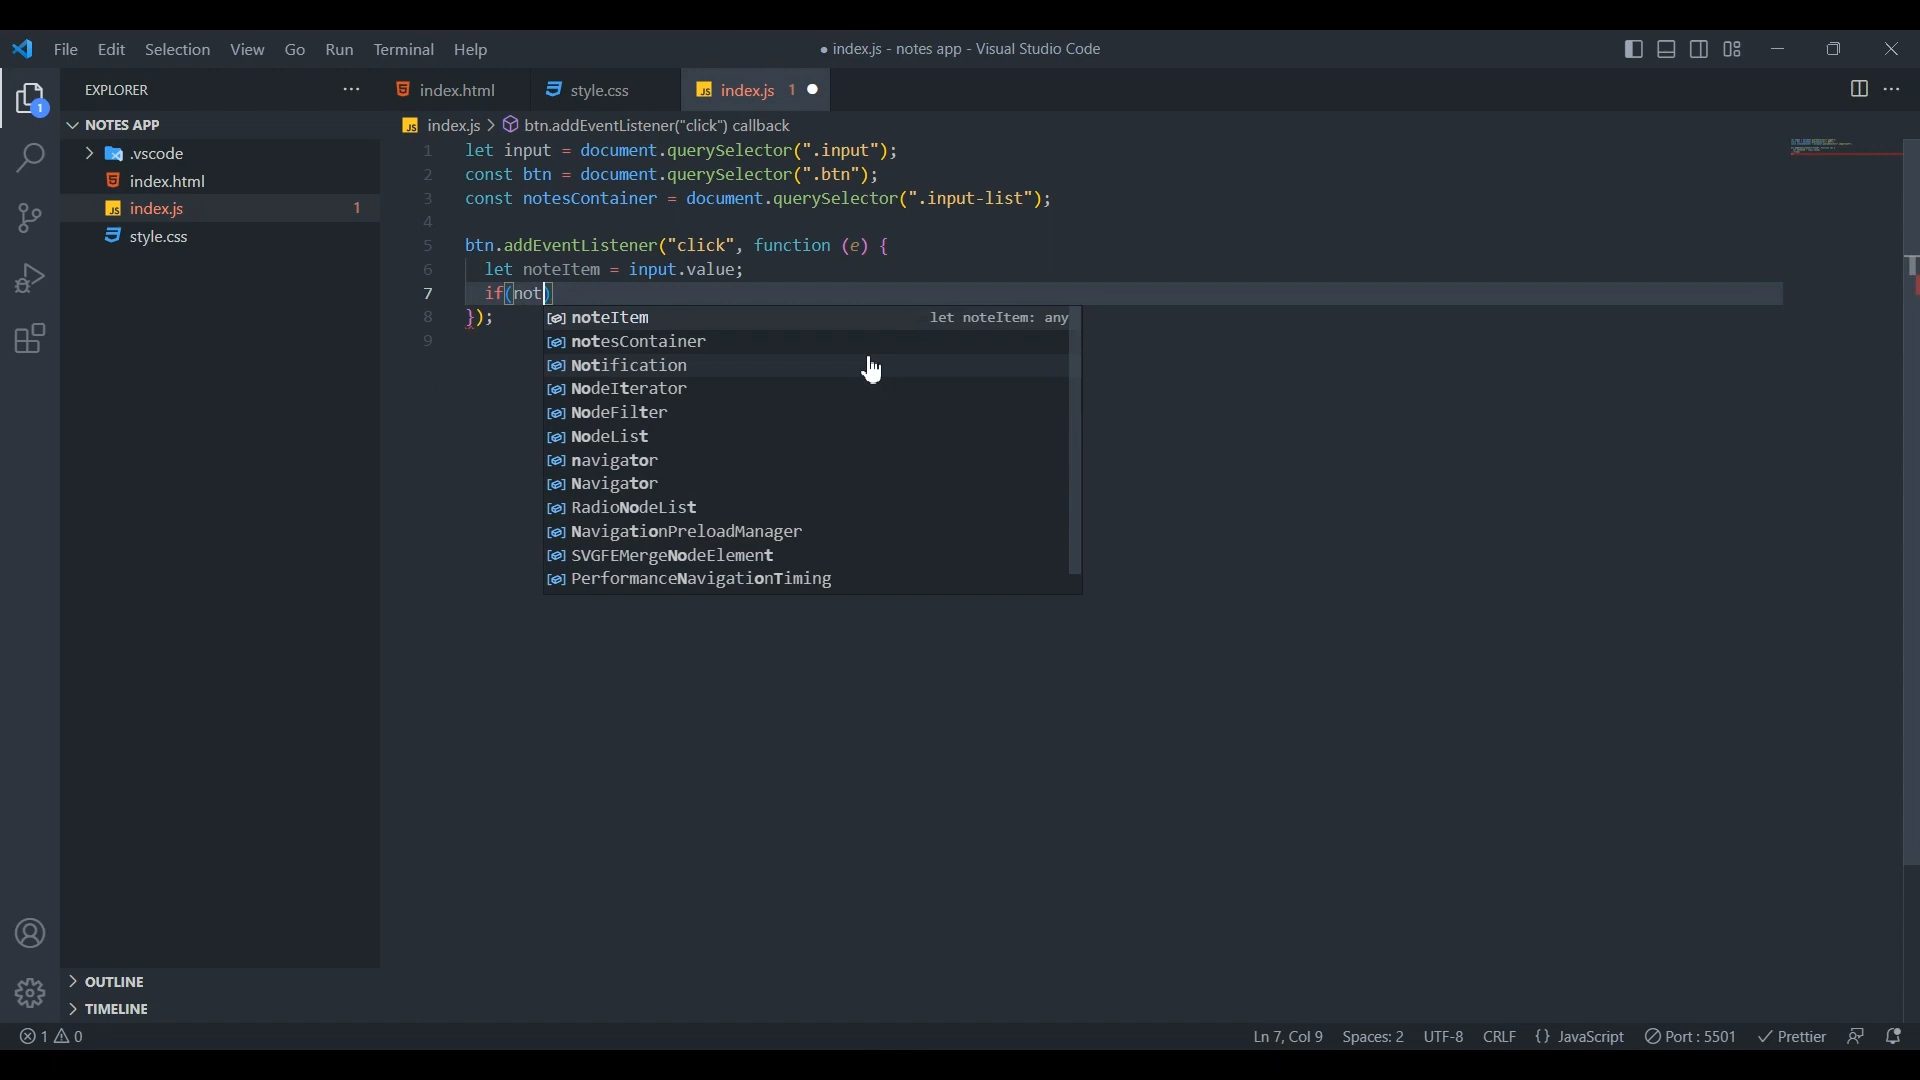 File Edit Selection View Go Run Terminal Help
● index.js - notes app - Visual Studio Code
EXPLORER
index.html
style.css
index.js 1
NOTES APP
index.js > btn.addEventListener("click") callback
.vscode
index.html
index.js 1
style.css
1 let input = document.querySelector(".input");
2 const btn = document.querySelector(".btn");
3 const notesContainer = document.querySelector(".input-list");
4
5 btn.addEventListener("click", function (e) {
6 let noteItem = input.value;
7 if(not)
8 });
9
noteItem let noteItem: any
notesContainer
Notification
NodeIterator
NodeFilter
NodeList
navigator
Navigator
RadioNodeList
NavigationPreloadManager
SVGFEMergeNodeElement
PerformanceNavigationTiming
OUTLINE
TIMELINE
1 0
Ln 7, Col 9 Spaces: 2 UTF-8 CRLF {} JavaScript Port : 5501 Prettier